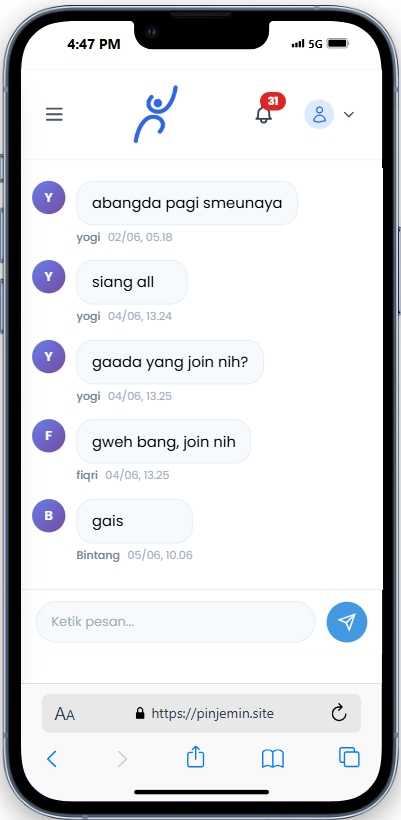 4:47 PM
5G
31
Y
abangda pagi smeunaya
yogi 02/06, 05.18
Y
siang all
yogi 04/06, 13.24
Y
gaada yang join nih?
yogi 04/06, 13.25
F
gweh bang, join nih
fiqri 04/06, 13.25
B
gais
Bintang 05/06, 10.06
Ketik pesan...
AA
https://pinjemin.site